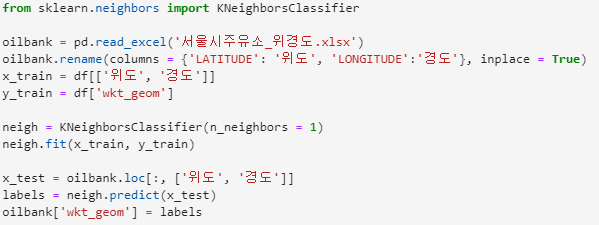 from sklearn.neighbors import KNeighborsClassifier
oilbank = pd.read_excel('서울시주유소_위경도.xlsx')
oilbank.rename(columns = {'LATITUDE': '위도', 'LONGITUDE':'경도'}, inplace = True)
x_train = df[['위도', '경도']]
y_train = df['wkt_geom']
neigh = KNeighborsClassifier(n_neighbors = 1)
neigh.fit(x_train, y_train)
x_test = oilbank.loc[:, ['위도', '경도']]
labels = neigh.predict(x_test)
oilbank['wkt_geom'] = labels